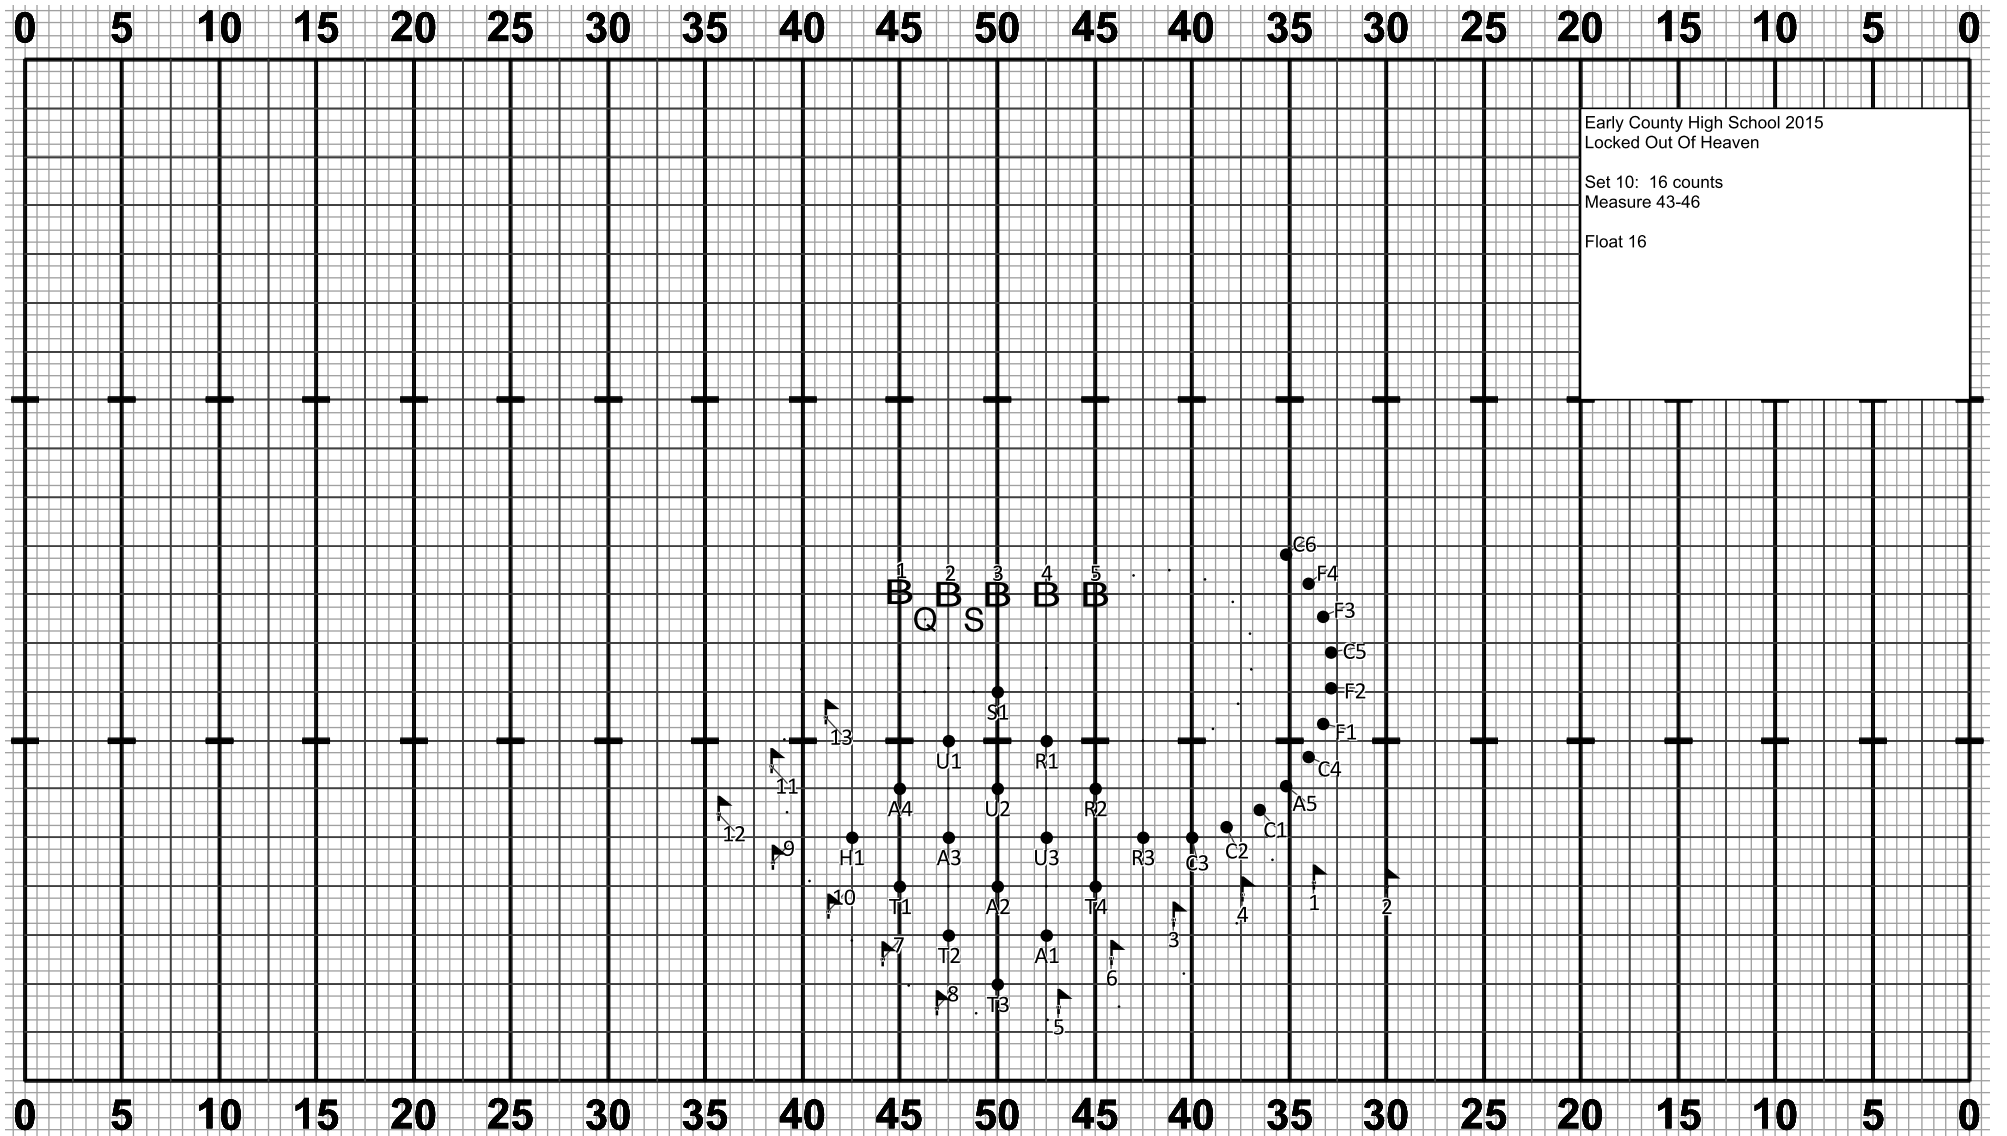 0 5 10 15 20 25 30 35 40 45 50 45 40 35 30 25 20 15 10 5 0
Early County High School 2015
Locked Out Of Heaven
Set 10: 16 counts
Measure 43-46
Float 16
C6
1 2 3 4 5 F4
B B B B B
Q S F3
C5
F2
S1
13 F1
U1 R1
C4
11
A4 U2 R2 A5
12 C1
9 H1 A3 U3 R3 C3 C2
10 T1 A2 T4 4 1 2
7 3
T2 A1
6
8 T3
5
0 5 10 15 20 25 30 35 40 45 50 45 40 35 30 25 20 15 10 5 0